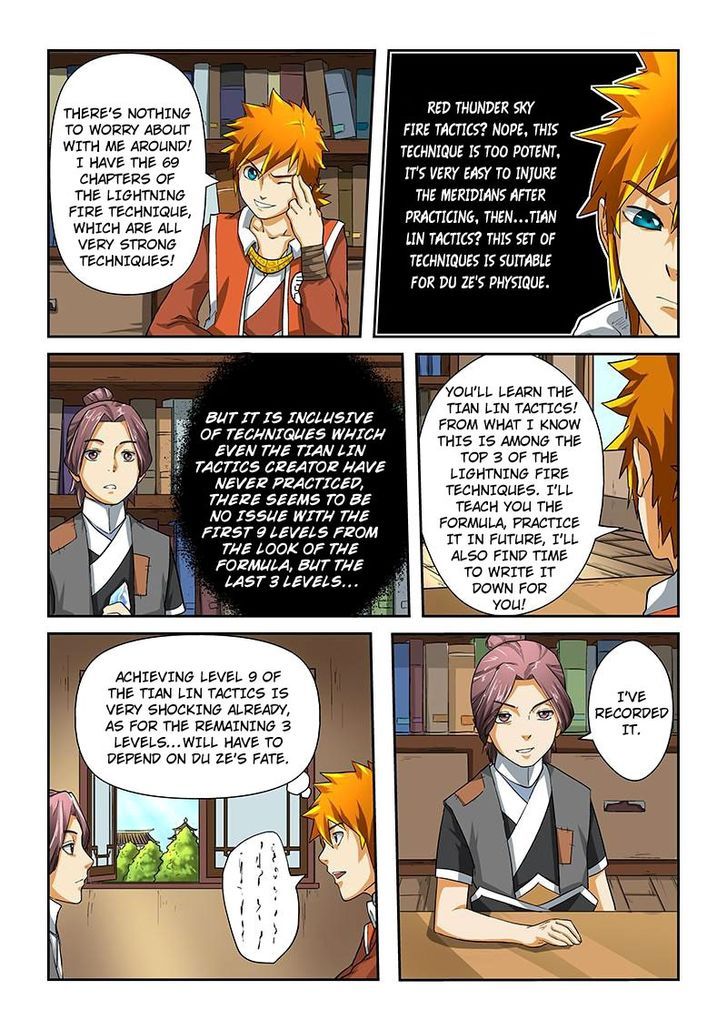 THERE'S NOTHING
TO WORRY ABOUT
WITH ME AROUND!
I HAVE THE 69
CHAPTERS OF
THE LIGHTNING
FIRE TECHNIQUE,
WHICH ARE ALL
VERY STRONG
TECHNIQUES!
RED THUNDER SKY
FIRE TACTICS? NOPE, THIS
TECHNIQUE IS TOO POTENT,
IT'S VERY EASY TO INJURE
THE MERIDIANS AFTER
PRACTICING, THEN...TIAN
LIN TACTICS? THIS SET OF
TECHNIQUES IS SUITABLE
FOR DU ZE'S PHYSIQUE.
BUT IT IS INCLUSIVE
OF TECHNIQUES WHICH
EVEN THE TIAN LIN
TACTICS CREATOR HAVE
NEVER PRACTICED,
THERE SEEMS TO BE
NO ISSUE WITH THE
FIRST 9 LEVELS FROM
THE LOOK OF THE
FORMULA, BUT THE
LAST 3 LEVELS...
YOU'LL LEARN THE
TIAN LIN TACTICS!
FROM WHAT I KNOW
THIS IS AMONG THE
TOP 3 OF THE
LIGHTNING FIRE
TECHNIQUES. I'LL
TEACH YOU THE
FORMULA, PRACTICE
IT IN FUTURE, I'LL
ALSO FIND TIME
TO WRITE IT
DOWN FOR
YOU!
ACHIEVING LEVEL 9
OF THE TIAN LIN TACTICS IS
VERY SHOCKING ALREADY,
AS FOR THE REMAINING 3
LEVELS...WILL HAVE TO
DEPEND ON DU ZE'S FATE.
I'VE
RECORDED
IT.